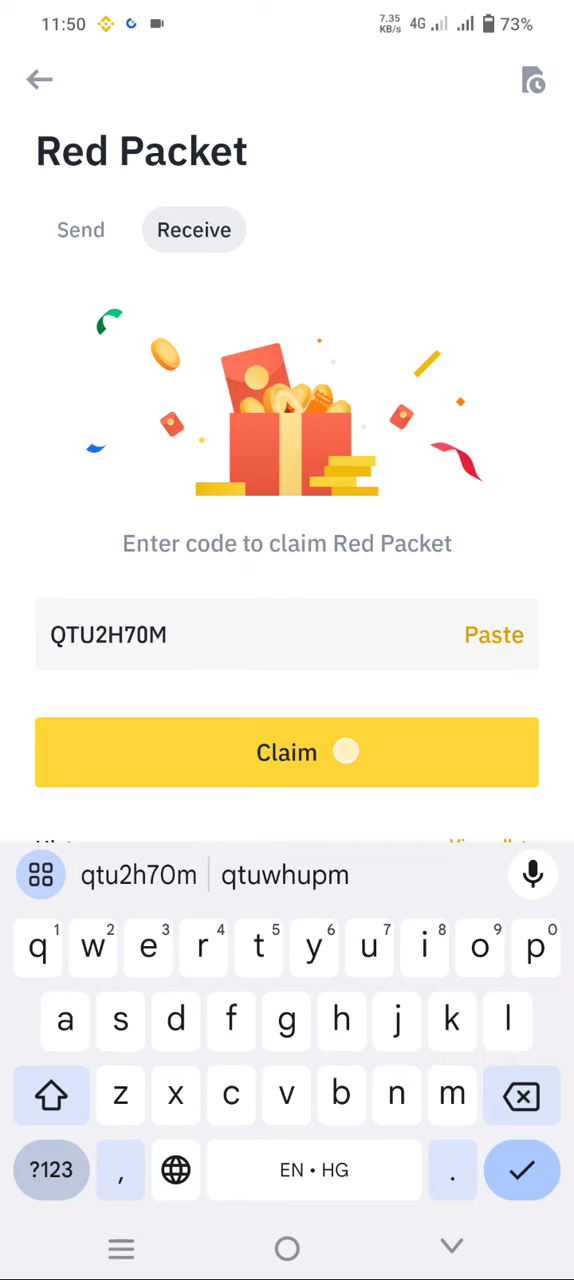 11:50 7.35 KB/s 4G 73%
Red Packet
Send Receive
Enter code to claim Red Packet
QTU2H70M Paste
Claim
qtu2h70m qtuwhupm
q 1 w 2 e 3 r 4 t 5 y 6 u 7 i 8 o 9 p 0
a s d f g h j k l
z x c v b n m
?123 , EN • HG .